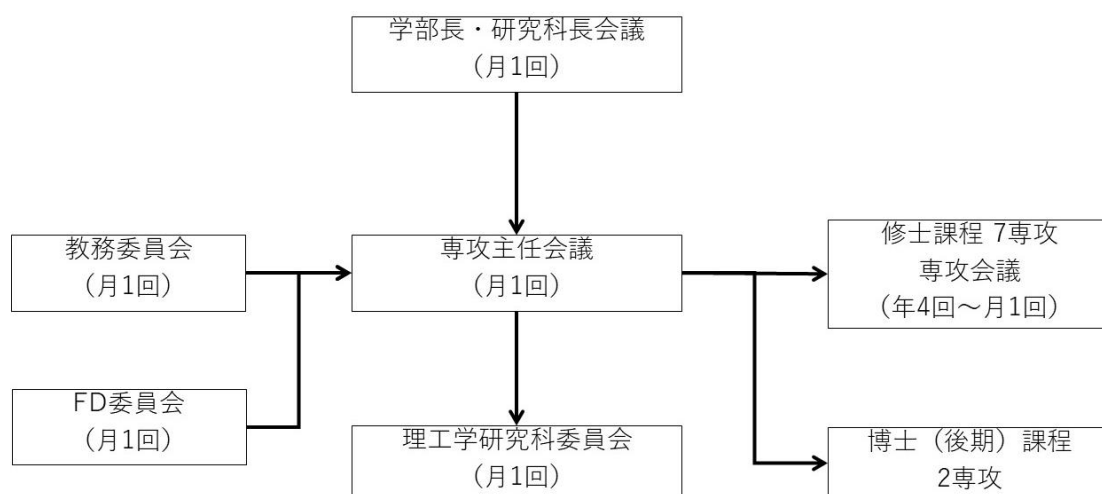 学部長・研究科長会議
（月1回）
教務委員会
（月1回）
専攻主任会議
（月1回）
修士課程 7専攻
専攻会議
（年4回～月1回）
FD委員会
（月1回）
理工学研究科委員会
（月1回）
博士（後期）課程
2専攻